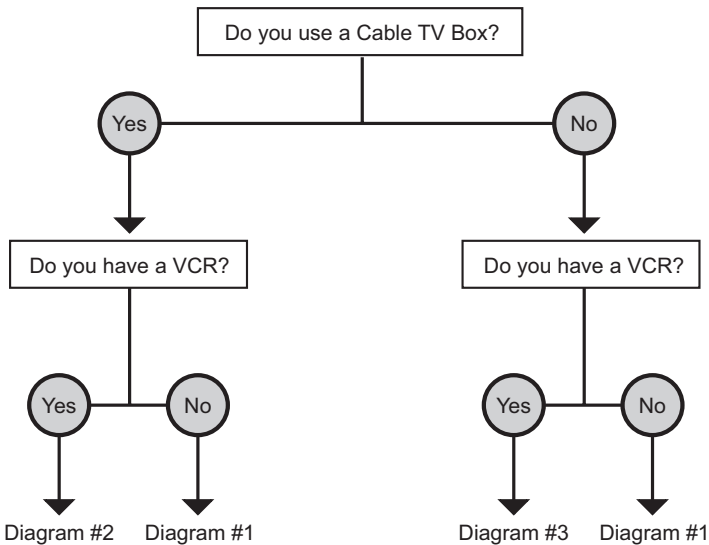 Do you use a Cable TV Box?
Yes
No
Do you have a VCR?
Do you have a VCR?
Yes
No
Yes
No
Diagram #2
Diagram #1
Diagram #3
Diagram #1